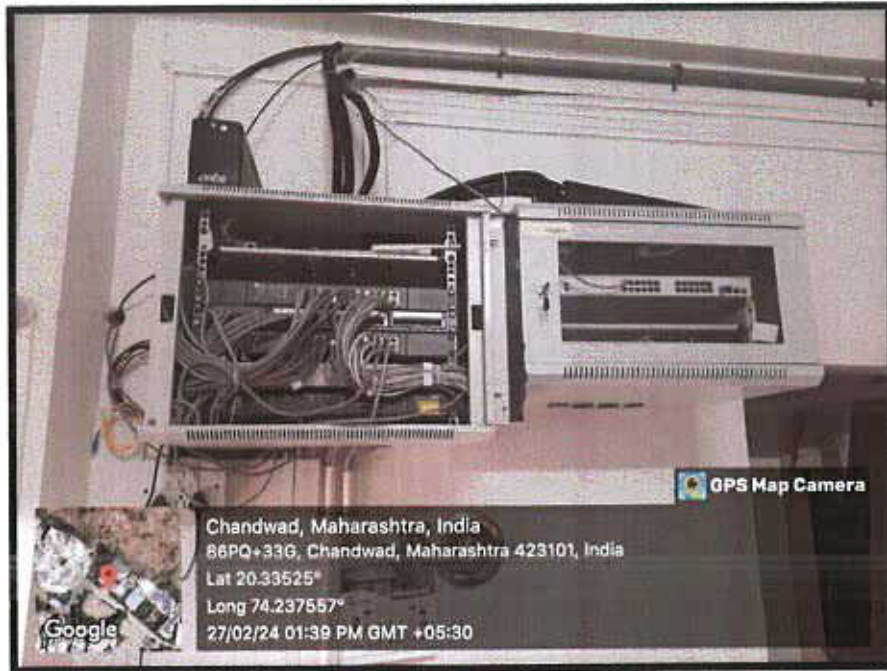 GPS Map Camera
Chandwad, Maharashtra, India
86PQ+33G, Chandwad, Maharashtra 423101, India
Lat 20.33525°
Long 74.237557°
27/02/24 01:39 PM GMT +05:30
Google